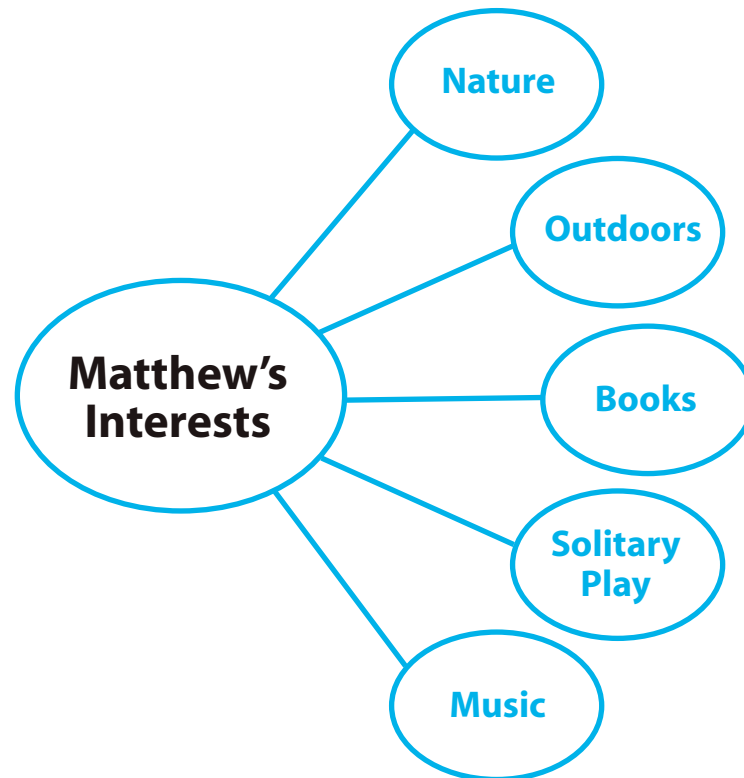 Nature
Outdoors
Matthew’s
Interests
Books
Solitary
Play
Music